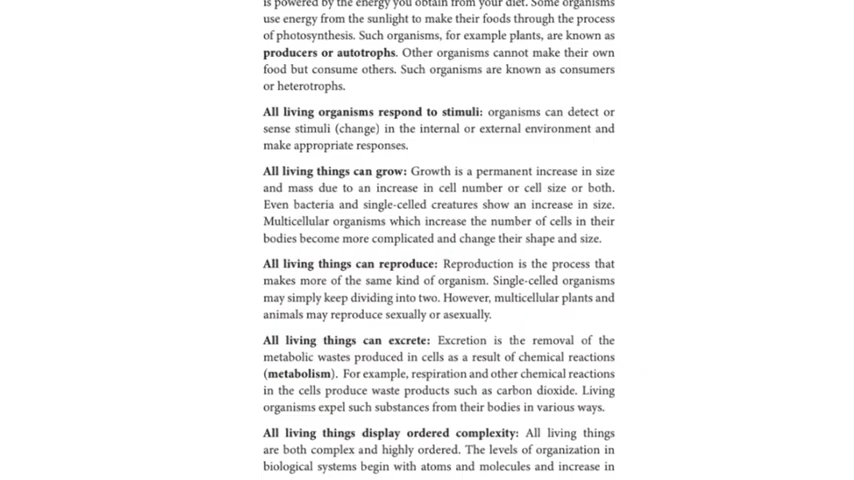 is powered by the energy you obtain from your diet. Some organisms
use energy from the sunlight to make their foods through the process
of photosynthesis. Such organisms, for example plants, are known as
producers or autotrophs. Other organisms cannot make their own
food but consume others. Such organisms are known as consumers
or heterotrophs.
All living organisms respond to stimuli: organisms can detect or
sense stimuli (change) in the internal or external environment and
make appropriate responses.
All living things can grow: Growth is a permanent increase in size
and mass due to an increase in cell number or cell size or both.
Even bacteria and single-celled creatures show an increase in size.
Multicellular organisms which increase the number of cells in their
bodies become more complicated and change their shape and size.
All living things can reproduce: Reproduction is the process that
makes more of the same kind of organism. Single-celled organisms
may simply keep dividing into two. However, multicellular plants and
animals may reproduce sexually or asexually.
All living things can excrete: Excretion is the removal of the
metabolic wastes produced in cells as a result of chemical reactions
(metabolism). For example, respiration and other chemical reactions
in the cells produce waste products such as carbon dioxide. Living
organisms expel such substances from their bodies in various ways.
All living things display ordered complexity: All living things
are both complex and highly ordered. The levels of organization in
biological systems begin with atoms and molecules and increase in